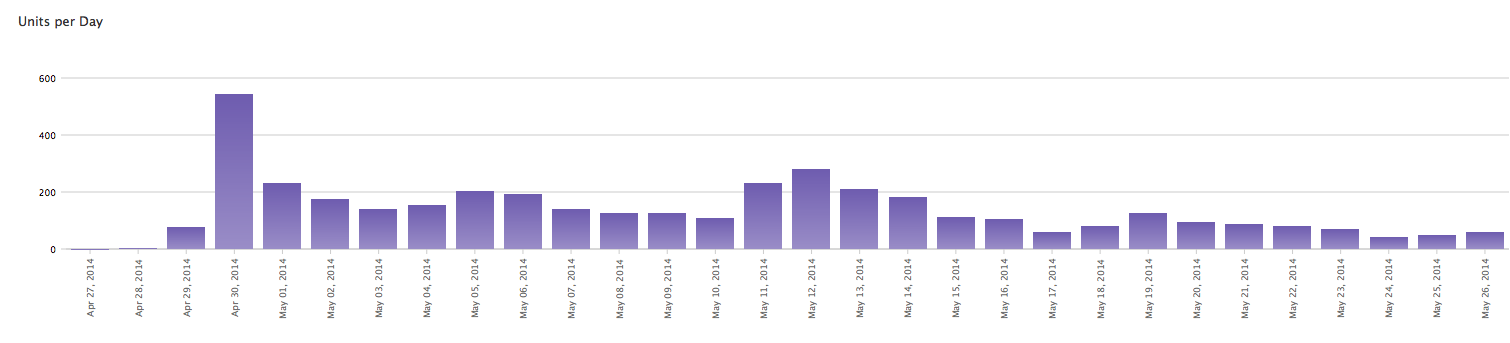 Units per Day
600
400
200
0
Apr 27, 2014
Apr 28, 2014
Apr 29, 2014
Apr 30, 2014
May 01, 2014
May 02, 2014
May 03, 2014
May 04, 2014
May 05, 2014
May 06, 2014
May 07, 2014
May 08, 2014
May 09, 2014
May 10, 2014
May 11, 2014
May 12, 2014
May 13, 2014
May 14, 2014
May 15, 2014
May 16, 2014
May 17, 2014
May 18, 2014
May 19, 2014
May 20, 2014
May 21, 2014
May 22, 2014
May 23, 2014
May 24, 2014
May 25, 2014
May 26, 2014